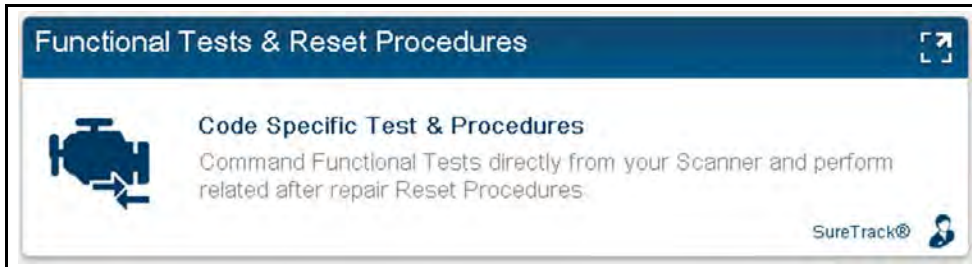 Functional Tests & Reset Procedures
Code Specific Test & Procedures
Command Functional Tests directly from your Scanner and perform
related after repair Reset Procedures
SureTrack®